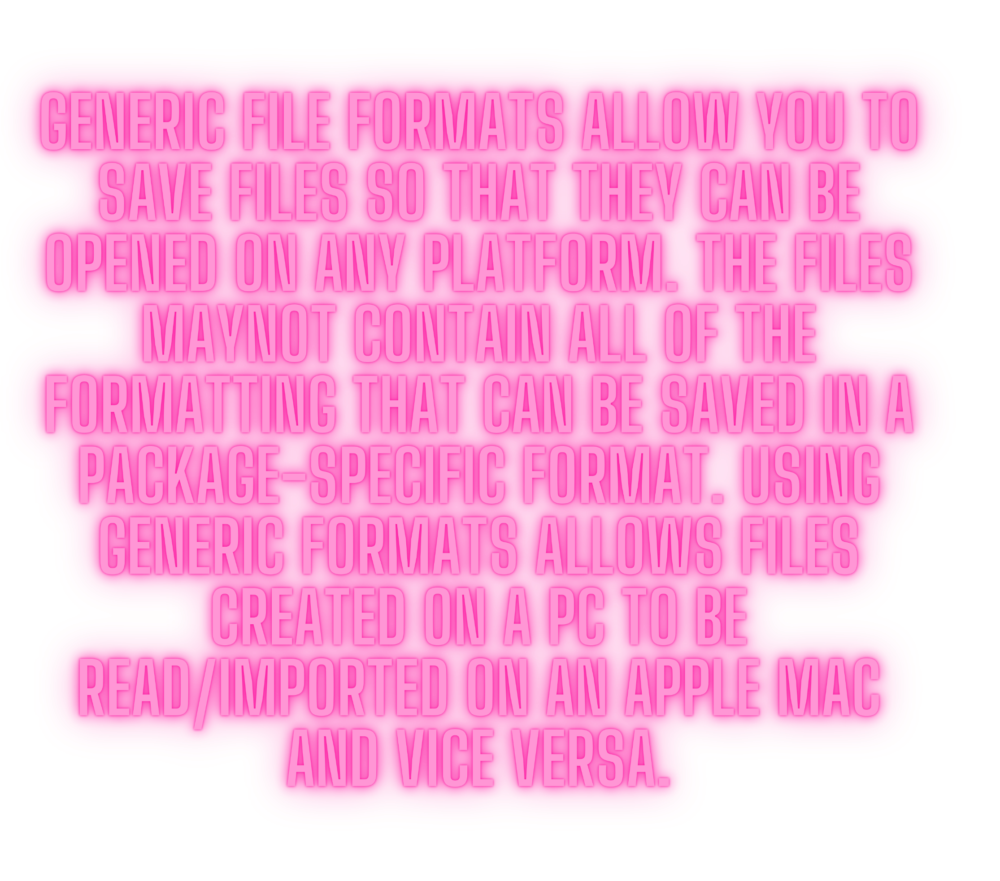 GENERIC FILE FORMATS ALLOW YOU TO
SAVE FILES SO THAT THEY CAN BE
OPENED ON ANY PLATFORM. THE FILES
MAYNOT CONTAIN ALL OF THE
FORMATTING THAT CAN BE SAVED IN A
PACKAGE-SPECIFIC FORMAT. USING
GENERIC FORMATS ALLOWS FILES
CREATED ON A PC TO BE
READ/IMPORTED ON AN APPLE MAC
AND VICE VERSA.